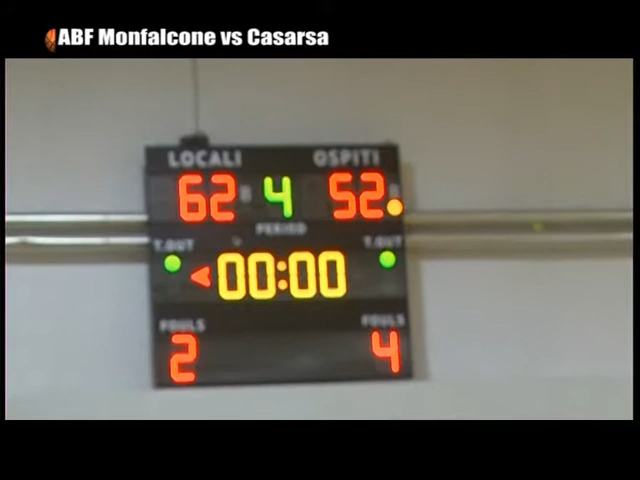 ABF Monfalcone vs Casarsa
LOCALI OSPITI
62 4 52
PERIOD
T.OUT T.OUT
00:00
FOULS FOULS
2 4